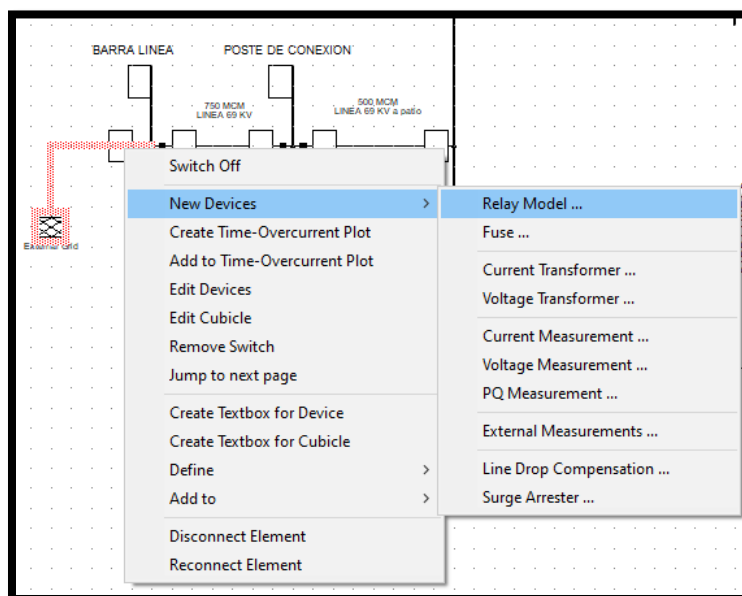 BARRA LINEA
POSTE DE CONEXION
750 MCM
LINEA 69 KV
500 MCM
LINEA 69 KV a patio
External Grid
Switch Off
New Devices
Create Time-Overcurrent Plot
Add to Time-Overcurrent Plot
Edit Devices
Edit Cubicle
Remove Switch
Jump to next page
Create Textbox for Device
Create Textbox for Cubicle
Define
Add to
Disconnect Element
Reconnect Element
Relay Model ...
Fuse ...
Current Transformer ...
Voltage Transformer ...
Current Measurement ...
Voltage Measurement ...
PQ Measurement ...
External Measurements ...
Line Drop Compensation ...
Surge Arrester ...